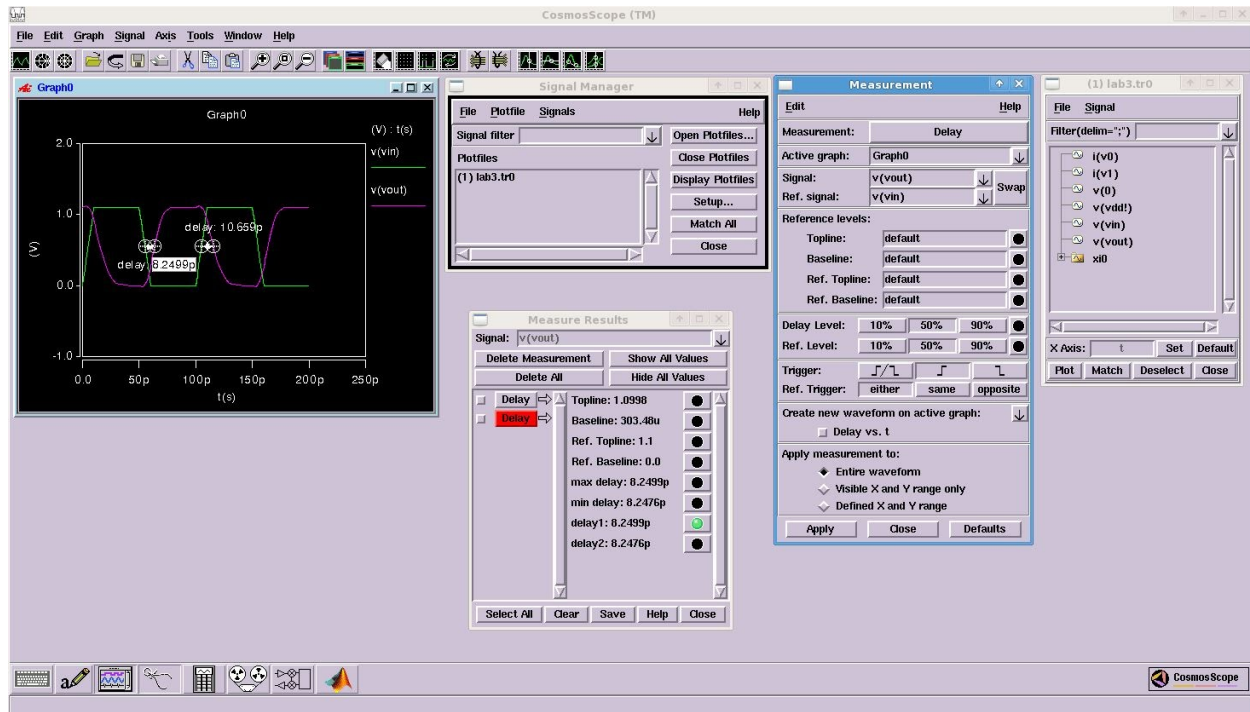 CosmosScope (TM)
File Edit Graph Signal Axis Tools Window Help
Graph0
Graph0
(V) : t(s)
v(vin)
v(vout)
2.0
1.0
0.0
-1.0
(V)
delay: 10.659p
delay: 8.2499p
0.0 50p 100p 150p 200p 250p
t(s)
Signal Manager
File Plotfile Signals Help
Signal filter
Plotfiles
(1) lab3.tr0
Open Plotfiles...
Close Plotfiles
Display Plotfiles
Setup...
Match All
Close
Measure Results
Signal: v(vout)
Delete Measurement Show All Values
Delete All Hide All Values
Delay
Delay
Topline: 1.0998
Baseline: 303.48u
Ref. Topline: 1.1
Ref. Baseline: 0.0
max delay: 8.2499p
min delay: 8.2476p
delay1: 8.2499p
delay2: 8.2476p
Select All Clear Save Help Close
Measurement
Edit Help
Measurement: Delay
Active graph: Graph0
Signal: v(vout)
Ref. signal: v(vin)
Swap
Reference levels:
Topline: default
Baseline: default
Ref. Topline: default
Ref. Baseline: default
Delay Level: 10% 50% 90%
Ref. Level: 10% 50% 90%
Trigger:
Ref. Trigger: either same opposite
Create new waveform on active graph:
Delay vs. t
Apply measurement to:
Entire waveform
Visible X and Y range only
Defined X and Y range
Apply Close Defaults
(1) lab3.tr0
File Signal
Filter(delim=";")
i(v0)
i(v1)
v(0)
v(vdd!)
v(vin)
v(vout)
xi0
X Axis: t Set Default
Plot Match Deselect Close
CosmosScope